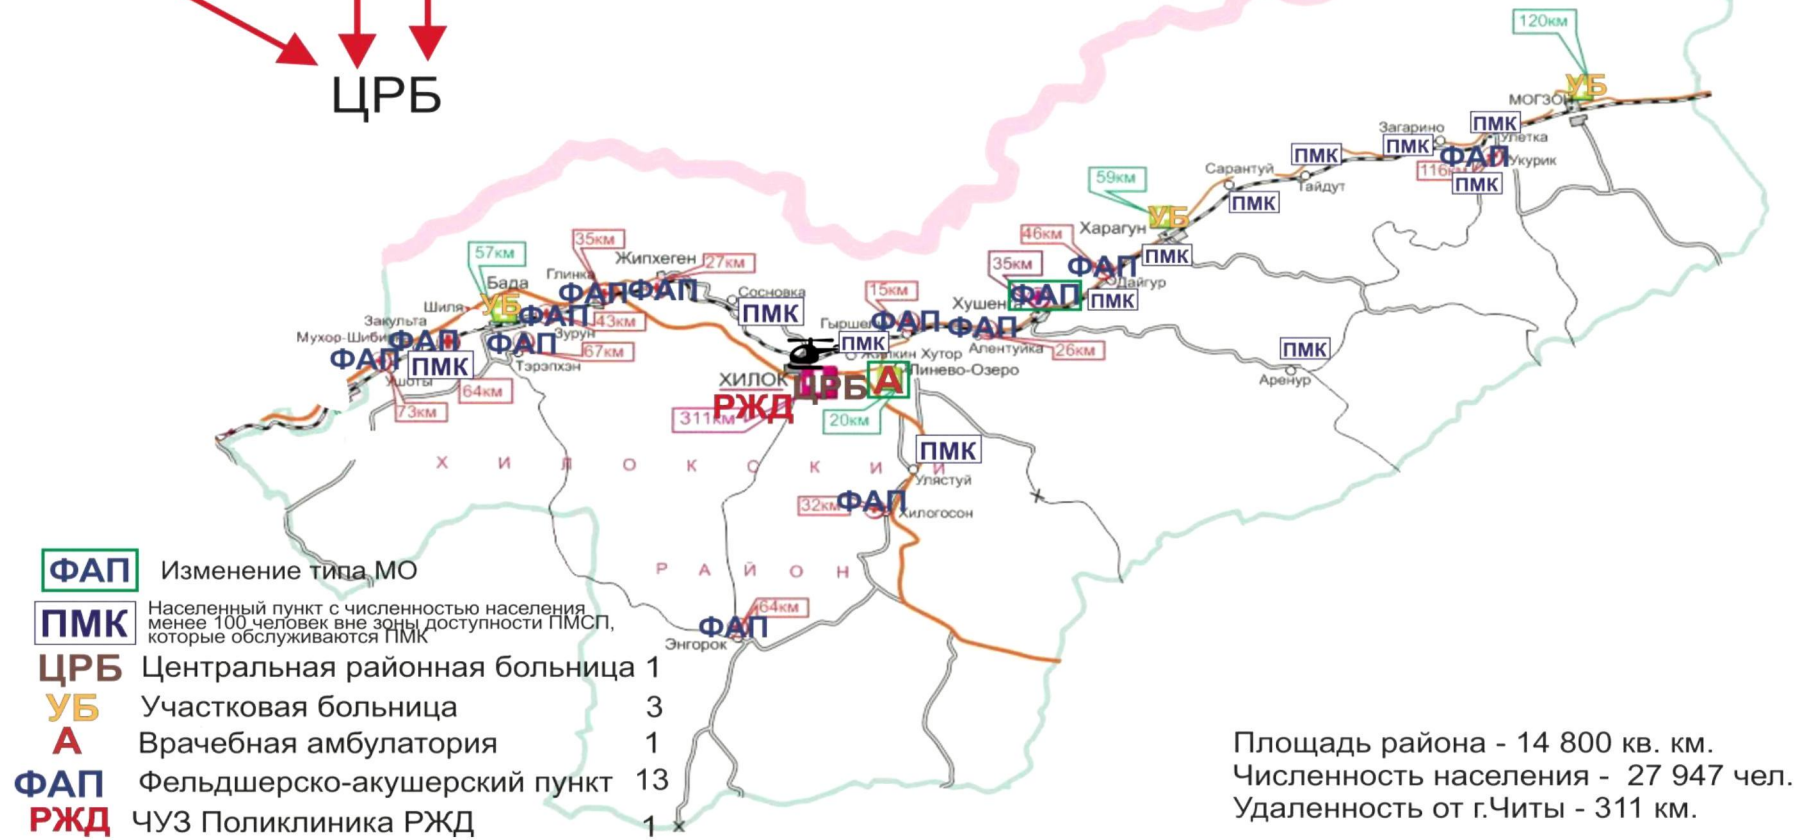 ЦРБ
120км
УБ
МОГЗОН
ПМК
Улетка
Загарино
ПМК
ФАП
Укурик
116км
ПМК
ПМК
Тайдут
Сарантуй
ПМК
59км
УБ
Харагун
ПМК
46км
ФАП
Дайгур
ПМК
35км
ФАП
Хушенга
15км
ФАП
ФАП
Алентуйка
26км
Гыршелун
ПМК
Жилкин Хутор
Линево-Озеро
ПМК
Аренур
57км
Бада
УБ
35км
Глинка
ФАП
Жипхеген
27км
ФАП
Сосновка
ПМК
Шиля
Закульта
Мухор-Шибирь
ФАП
ФАП
ПМК
Ушоты
73км
64км
ФАП
43км
Зурун
ФАП
67км
Тэрэпхэн
ХИЛОК
ЦРБ
А
РЖД
311км
20км
ПМК
Улястуй
ХИЛОКСКИЙ
32км
ФАП
Хилогосон
РАЙОН
64км
ФАП
Энгорок
ФАП Изменение типа МО
ПМК Населенный пункт с численностью населения
менее 100 человек вне зоны доступности ПМСП,
которые обслуживаются ПМК
ЦРБ Центральная районная больница 1
УБ Участковая больница 3
А Врачебная амбулатория 1
ФАП Фельдшерско-акушерский пункт 13
РЖД ЧУЗ Поликлиника РЖД 1
Площадь района - 14 800 кв. км.
Численность населения - 27 947 чел.
Удаленность от г.Читы - 311 км.